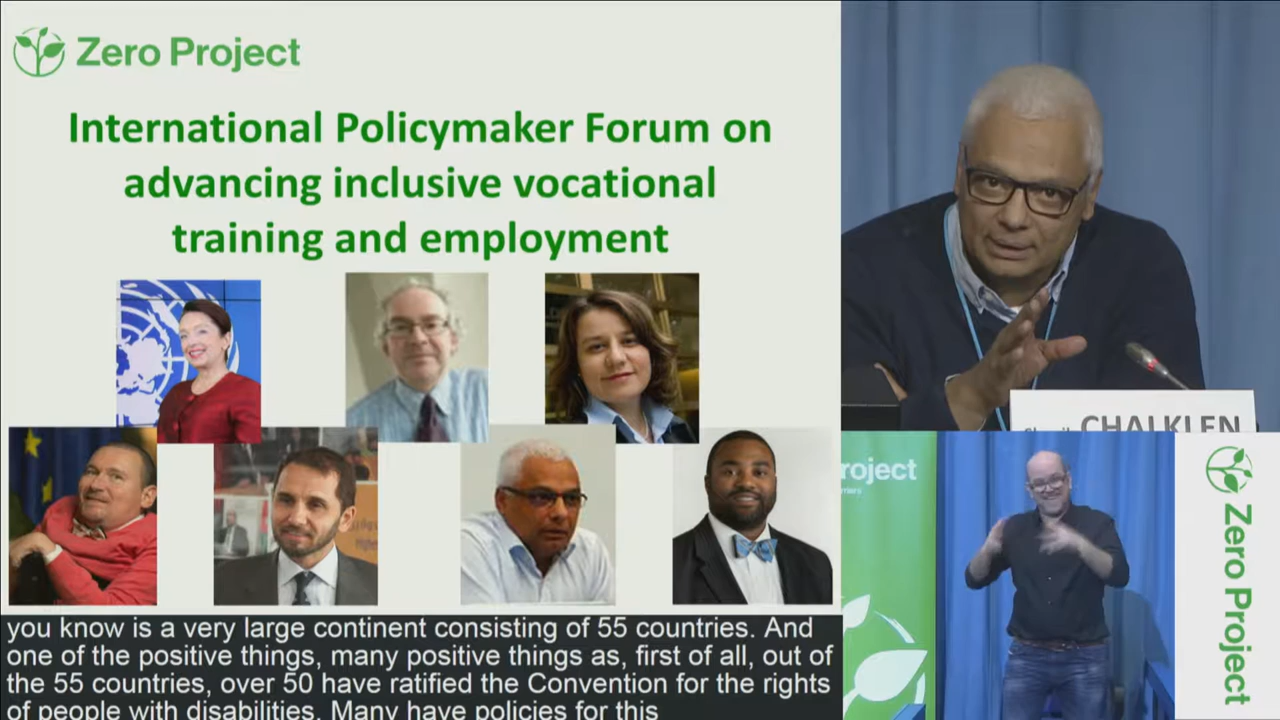 Zero Project
International Policymaker Forum on
advancing inclusive vocational
training and employment
you know is a very large continent consisting of 55 countries. And
one of the positive things, many positive things as, first of all, out of
the 55 countries, over 50 have ratified the Convention for the rights
of people with disabilities. Many have policies for this
CHALKLEN
roject
Zero Project